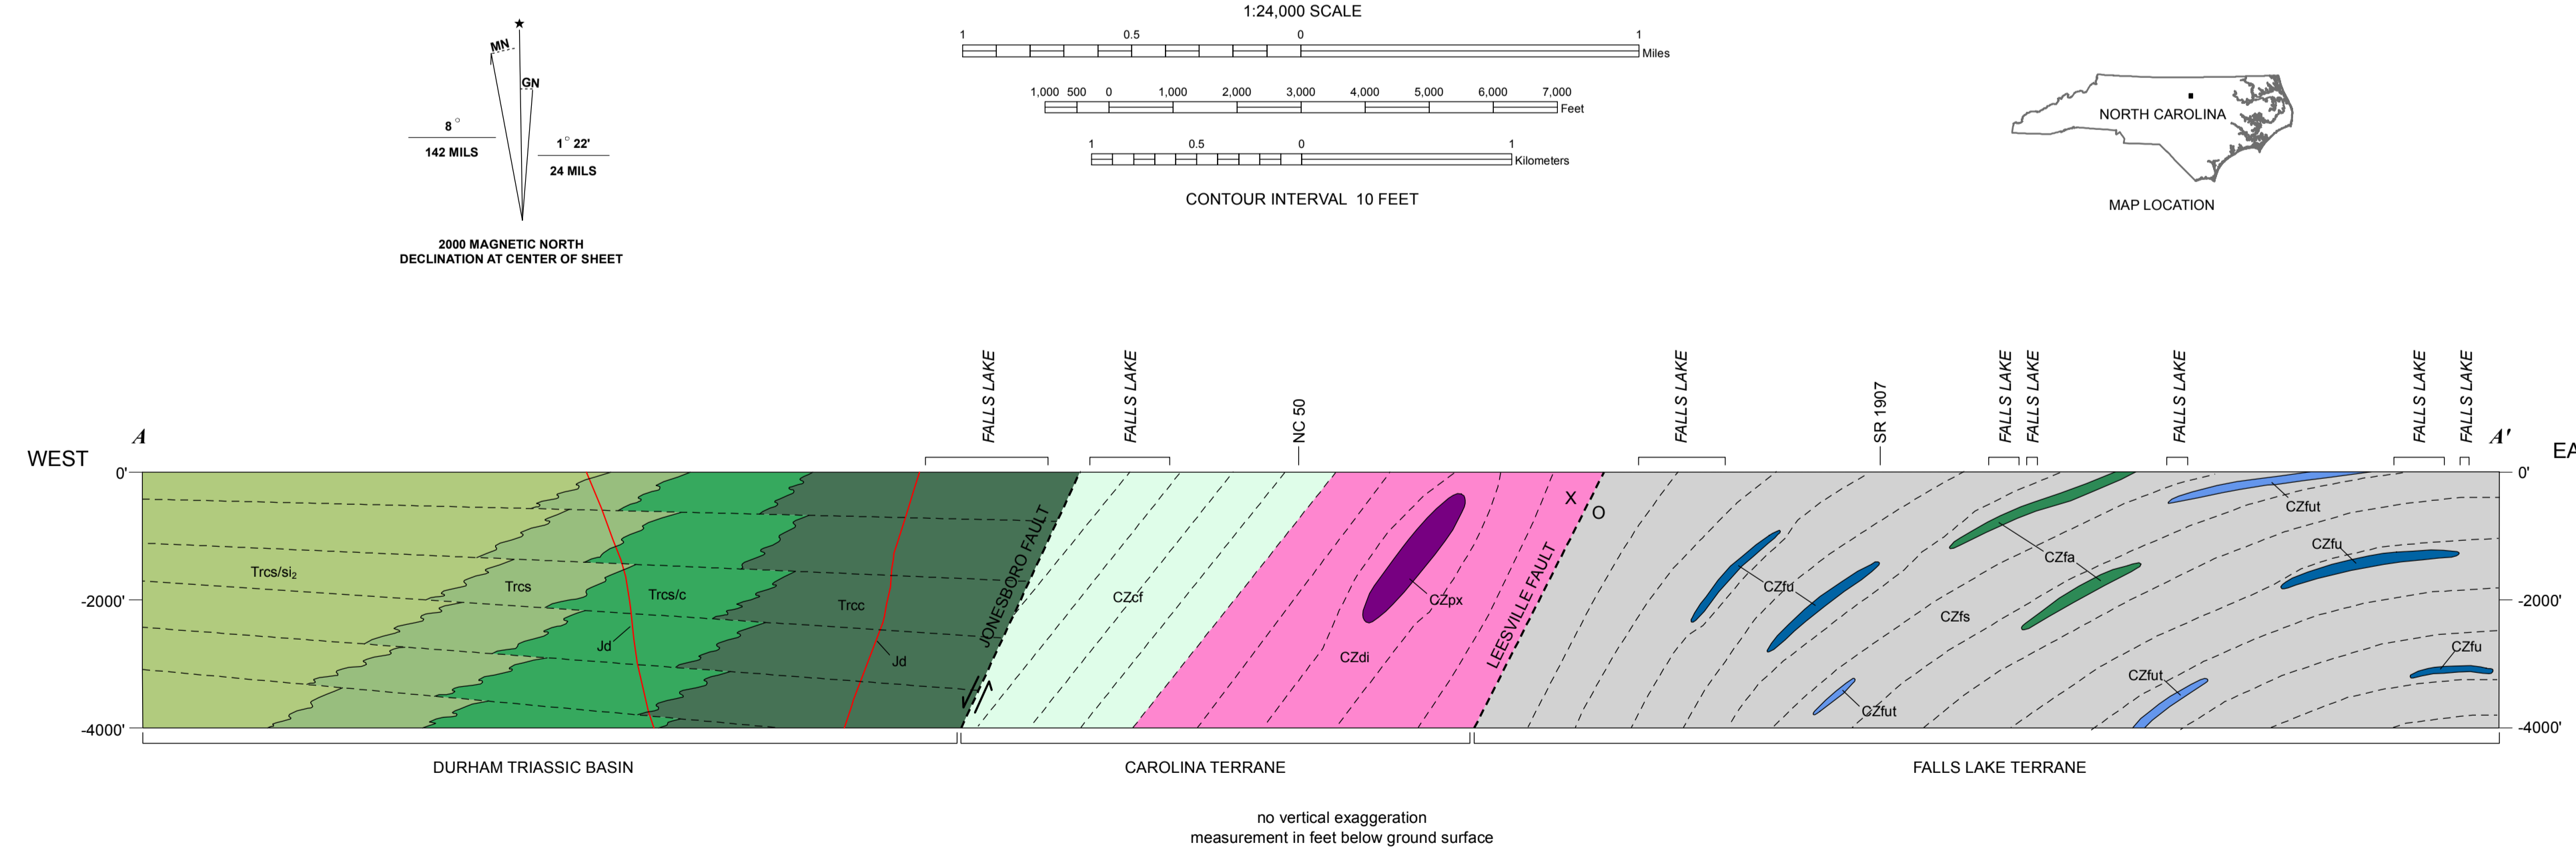 1:24,000 SCALE
MN
GN
8°
142 MILS
1° 22'
24 MILS
2000 MAGNETIC NORTH
DECLINATION AT CENTER OF SHEET
1 0.5 0 1
Miles
1,000 500 0 1,000 2,000 3,000 4,000 5,000 6,000 7,000
Feet
1 0.5 0 1
Kilometers
CONTOUR INTERVAL 10 FEET
NORTH CAROLINA
MAP LOCATION
FALLS LAKE
FALLS LAKE
NC 50
FALLS LAKE
SR 1907
FALLS LAKE
FALLS LAKE
FALLS LAKE
FALLS LAKE
FALLS LAKE
A
A'
WEST
EA
0'
0'
-2000'
-2000'
-4000'
-4000'
Trcs/si2
Trcs
Trcs/c
Trcc
Jd
Jd
JONESBORO FAULT
CZcf
CZdi
CZpx
LEESVILLE FAULT
X
O
CZfu
CZfut
CZfs
CZfa
CZfut
CZfut
CZfu
CZfu
DURHAM TRIASSIC BASIN
CAROLINA TERRANE
FALLS LAKE TERRANE
no vertical exaggeration
measurement in feet below ground surface